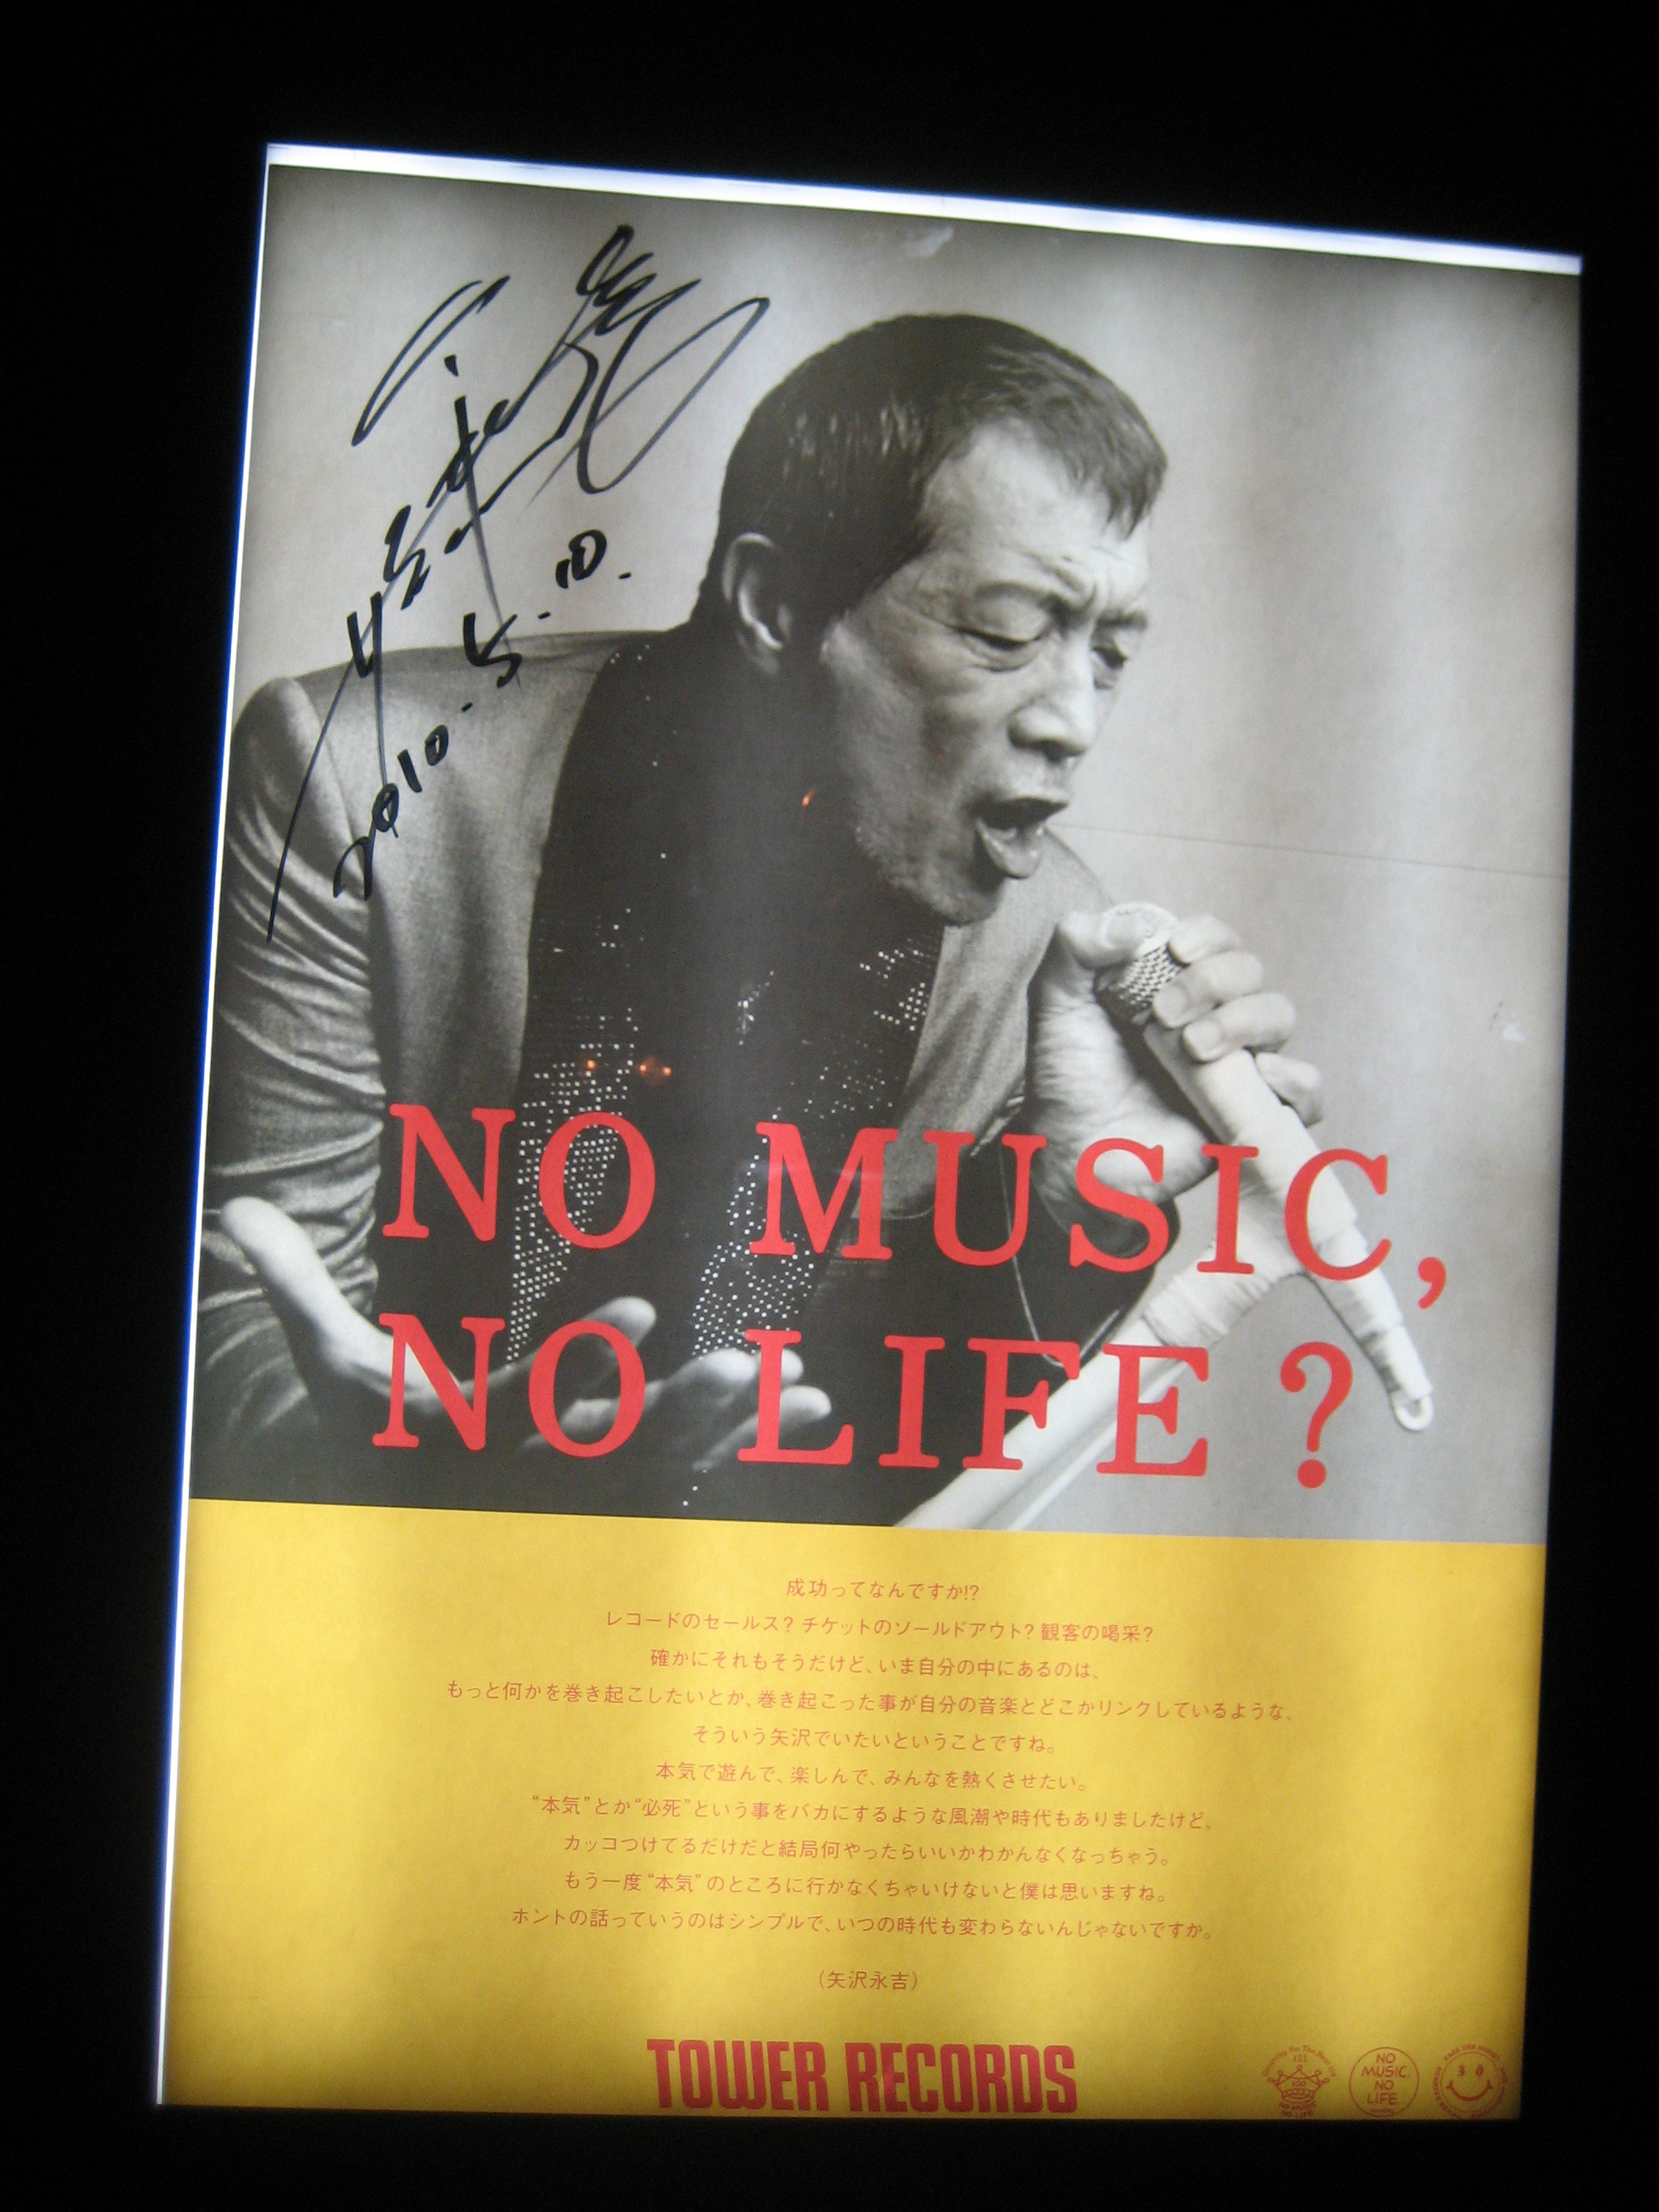 2010.5.10.
NO MUSIC,
NO LIFE?
成功ってなんですか!?
レコードのセールス?チケットのソールドアウト?観客の喝采?
確かにそれもそうだけど、いま自分の中にあるのは、
もっと何かを巻き起こしたいとか、巻き起こった事が自分の音楽とどこかリンクしているような、
そういう矢沢でいたいということですね。
本気で遊んで、楽しんで、みんなを熱くさせたい。
“本気”とか“必死”という事をバカにするような風潮や時代もありましたけど、
カッコつけてるだけだと結局何やったらいいかわかんなくなっちゃう。
もう一度“本気”のところに行かなくちゃいけないと僕は思いますね。
ホントの話っていうのはシンプルで、いつの時代も変わらないんじゃないですか。
(矢沢永吉)
TOWER RECORDS
NO
MUSIC,
NO
LIFE